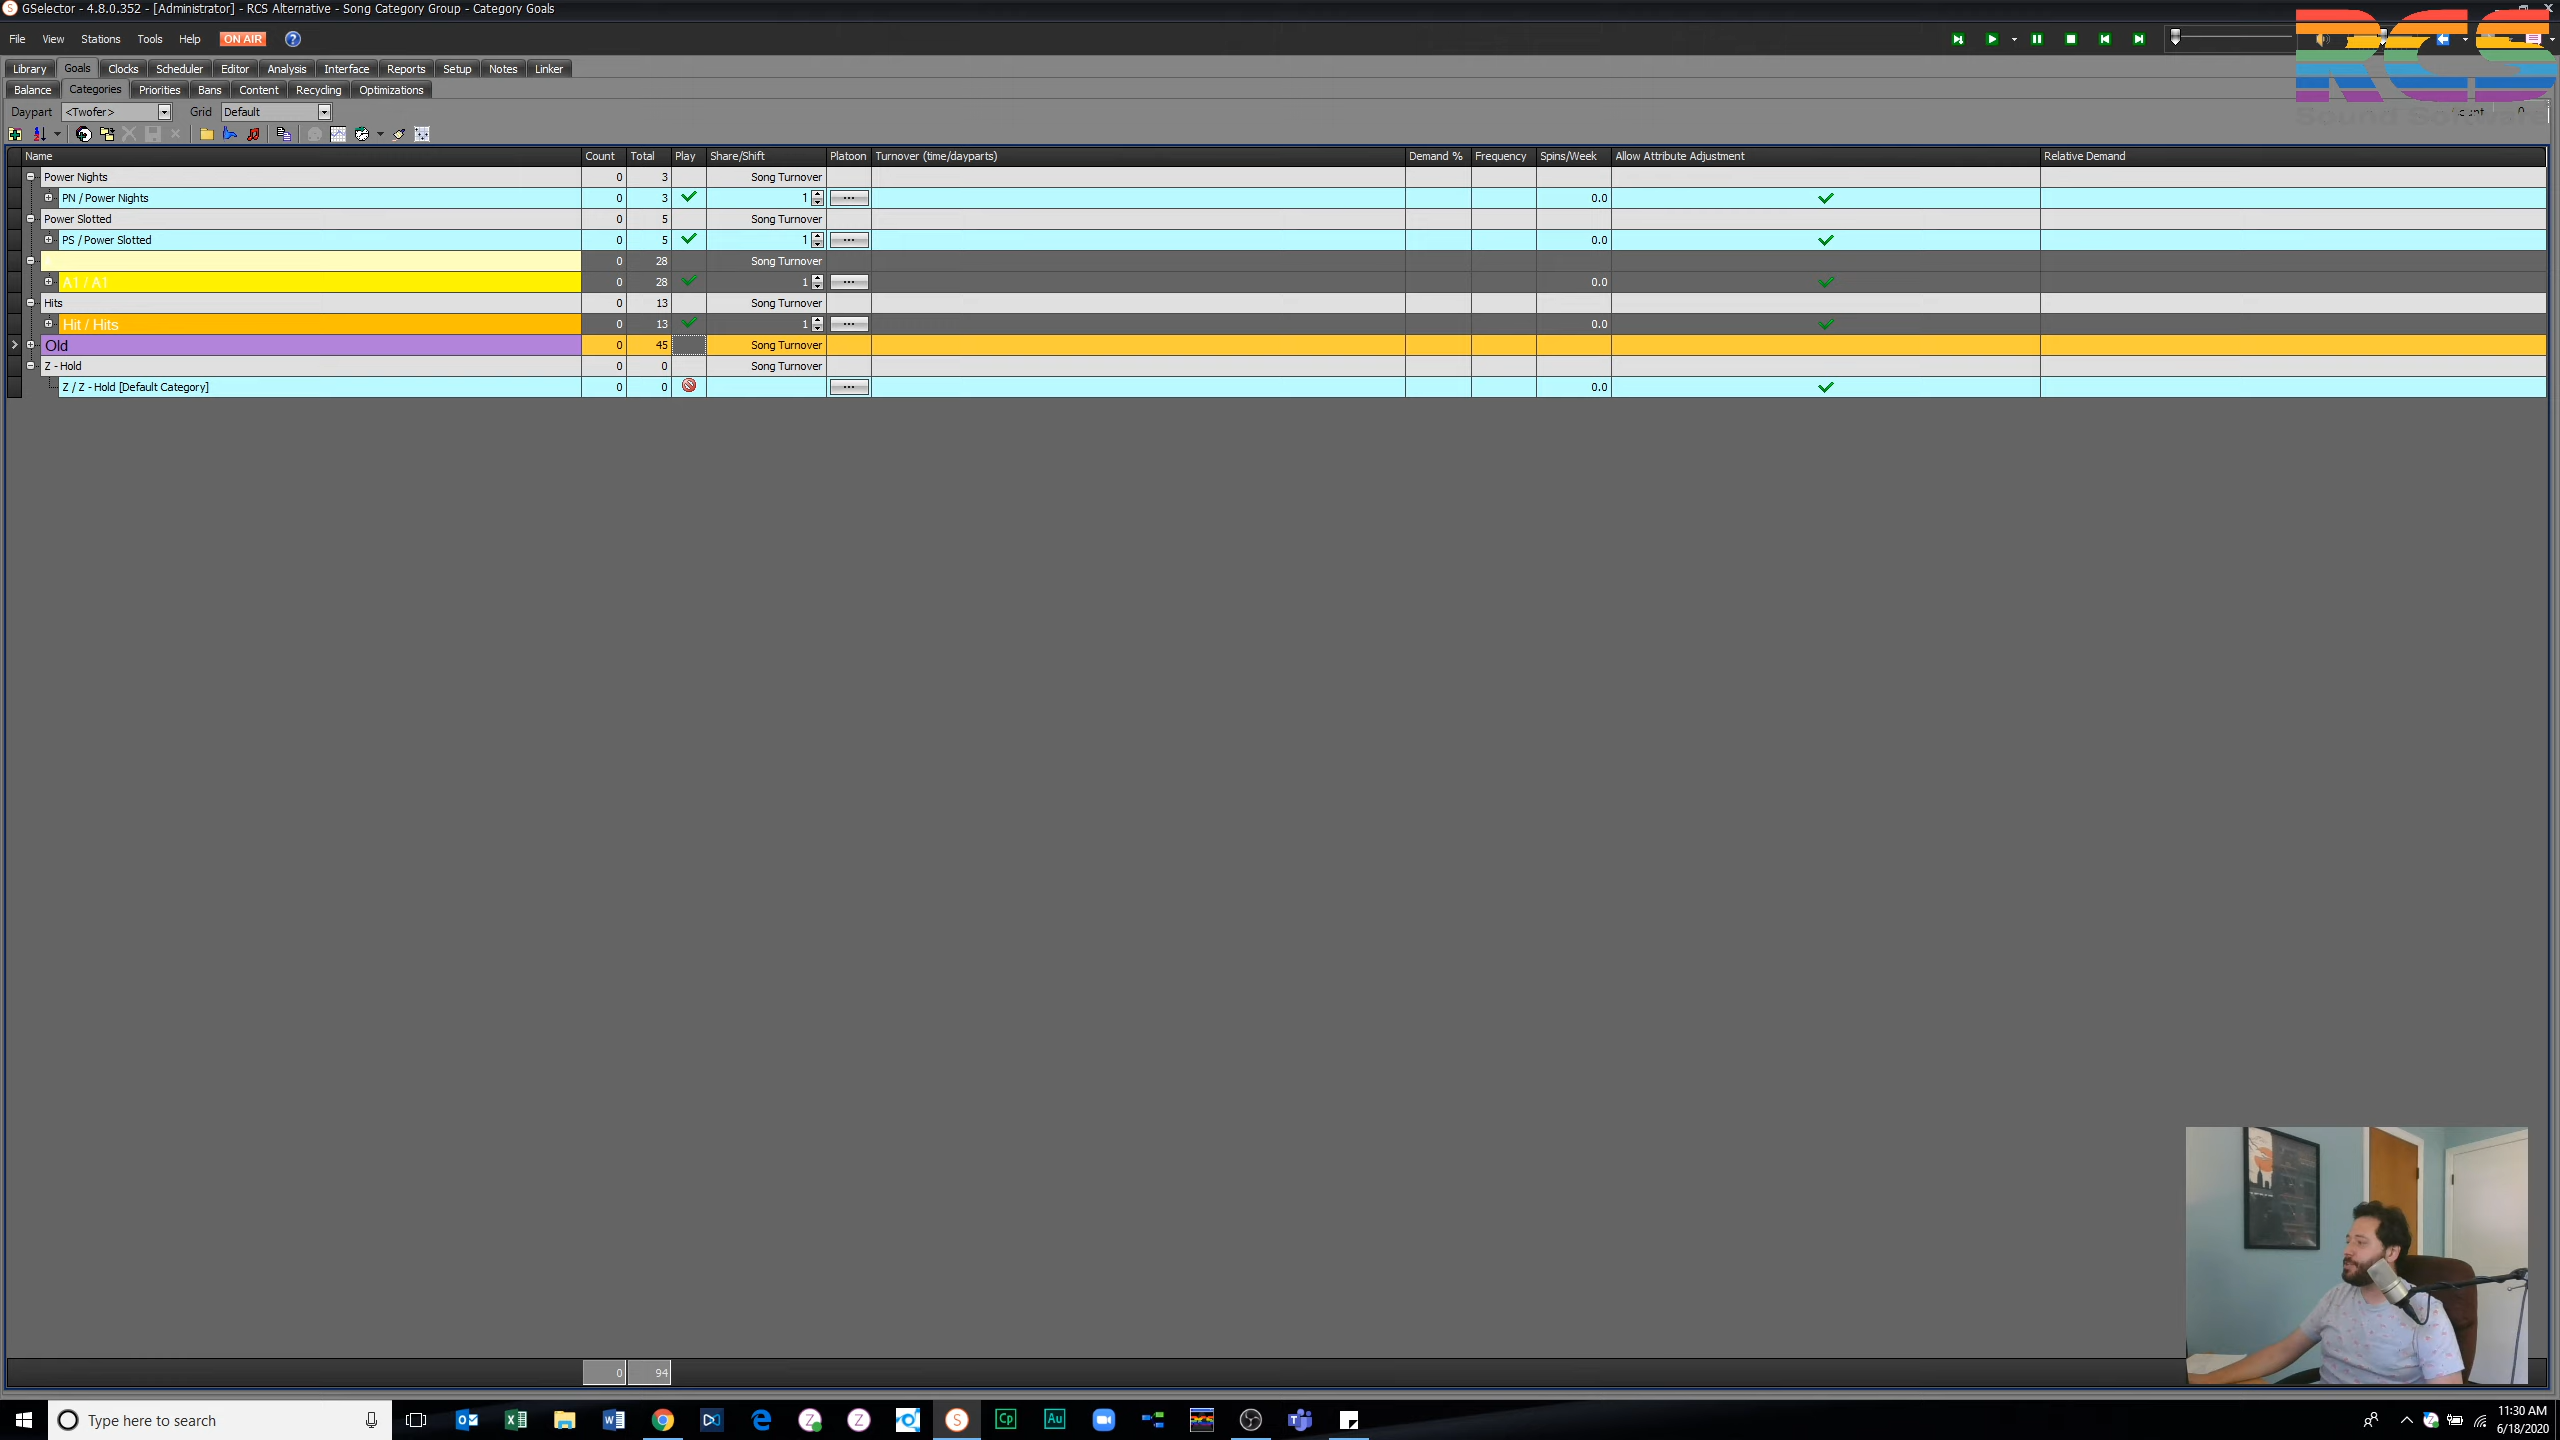 GSelector - 4.8.0.352 - [Administrator] - RCS Alternative - Song Category Group - Category Goals
File View Stations Tools Help ON AIR ?
RCS
Library Goals Clocks Scheduler Editor Analysis Interface Reports Setup Notes Linker
Balance Categories Priorities Bans Content Recycling Optimizations
Daypart <Twofer> Grid Default
Sound Software
Name Count Total Play Share/Shift Platoon Turnover (time/dayparts) Demand % Frequency Spins/Week Allow Attribute Adjustment Relative Demand
Power Nights 0 3 Song Turnover
PN / Power Nights 0 3 1 ... 0.0
Power Slotted 0 5 Song Turnover
PS / Power Slotted 0 5 1 ... 0.0
0 28 Song Turnover
A1 / A1 0 28 1 ... 0.0
Hits 0 13 Song Turnover
Hit / Hits 0 13 1 ... 0.0
Old 0 45 Song Turnover
Z - Hold 0 0 Song Turnover
Z / Z - Hold [Default Category] 0 0 ... 0.0
0 94
Type here to search
11:30 AM
6/18/2020